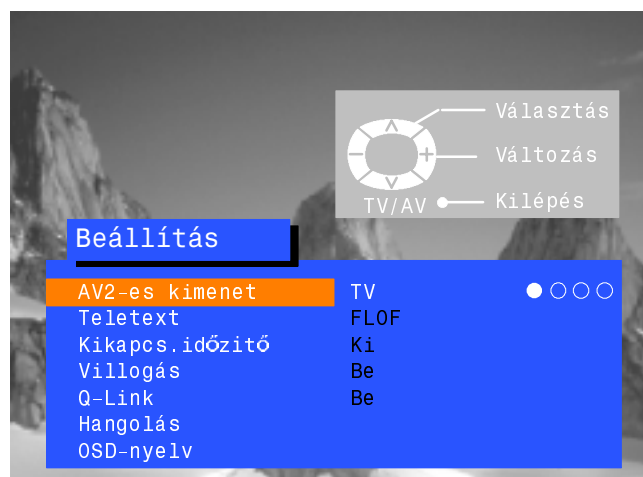 Választás
Változás
TV/AV Kilépés
Beállítás
AV2-es kimenet TV
Teletext FLOF
Kikapcs.időzitő Ki
Villogás Be
Q-Link Be
Hangolás
OSD-nyelv